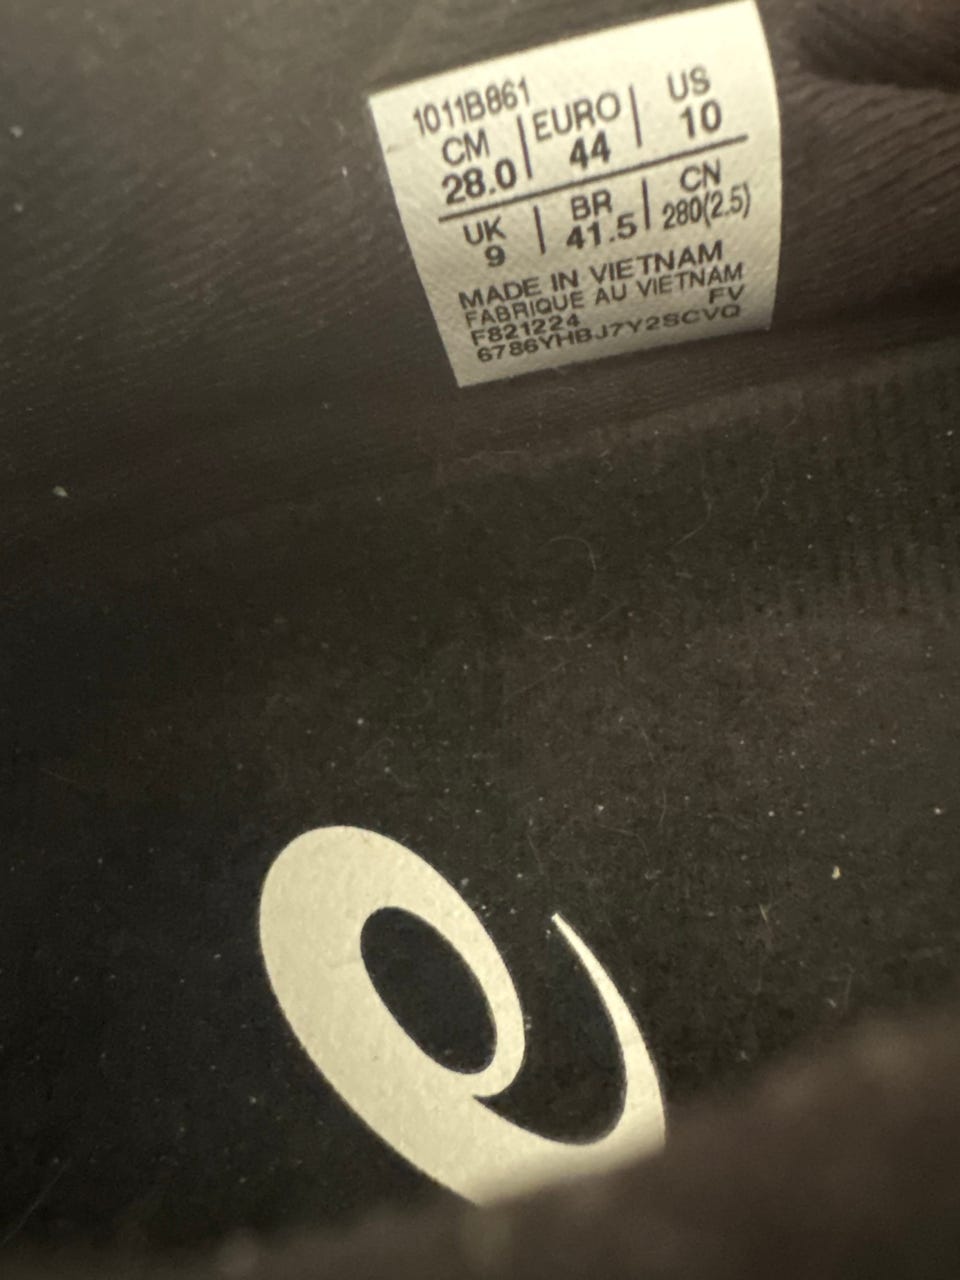 1011B861
CM | EURO | US
28.0 | 44 | 10
UK | BR | CN
9 | 41.5 | 280(2.5)
MADE IN VIETNAM
FABRIQUE AU VIETNAM
F821224 FV
6786YHBJ7Y2SCVQ